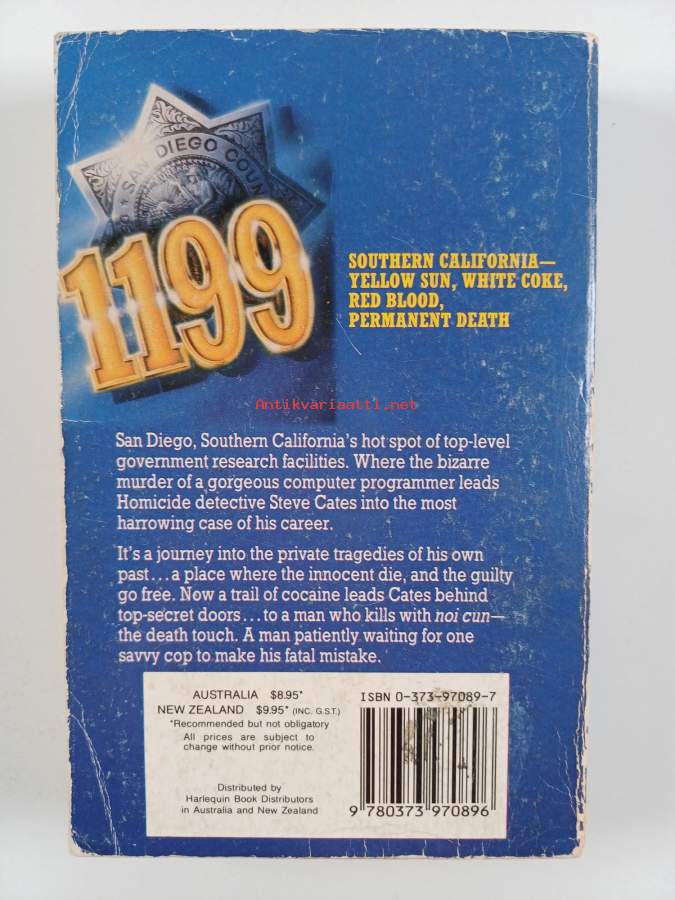 SAN DIEGO COUN
1199
SOUTHERN CALIFORNIA—
YELLOW SUN, WHITE COKE,
RED BLOOD,
PERMANENT DEATH
Antikvariaatti.net
San Diego, Southern California's hot spot of top-level
government research facilities. Where the bizarre
murder of a gorgeous computer programmer leads
Homicide detective Steve Cates into the most
harrowing case of his career.
It's a journey into the private tragedies of his own
past...a place where the innocent die, and the guilty
go free. Now a trail of cocaine leads Cates behind
top-secret doors...to a man who kills with noi cun—
the death touch. A man patiently waiting for one
savvy cop to make his fatal mistake.
AUSTRALIA $8.95*
NEW ZEALAND $9.95* (INC. G.S.T.)
*Recommended but not obligatory
All prices are subject to
change without prior notice.
Distributed by
Harlequin Book Distributors
in Australia and New Zealand
ISBN 0-373-97089-7
9 780373 970896